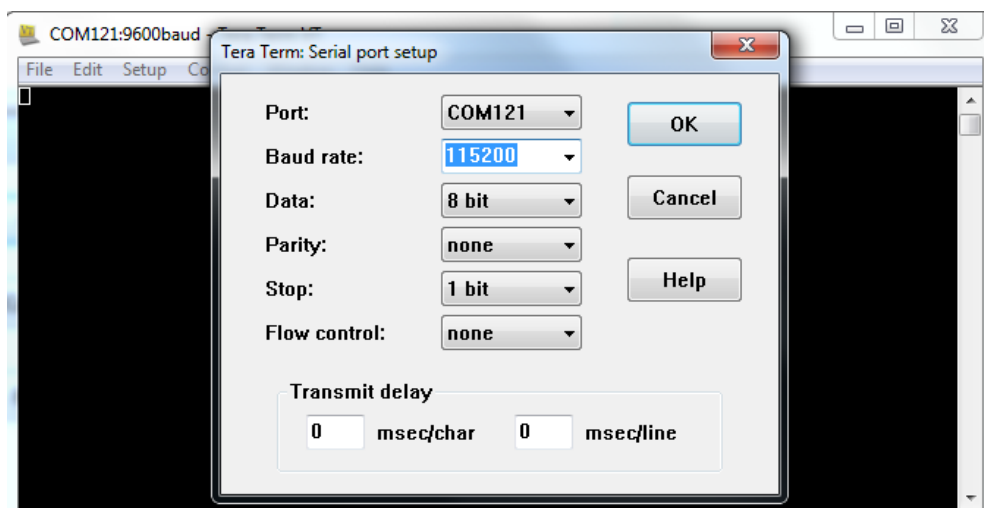 COM121:9600baud -
Tera Term: Serial port setup
File Edit Setup Co
Port: COM121
OK
Baud rate: 115200
Data: 8 bit
Cancel
Parity: none
Stop: 1 bit
Help
Flow control: none
Transmit delay
0 msec/char 0 msec/line